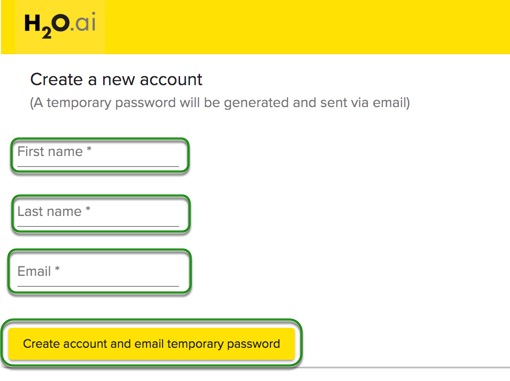 H2O.ai
Create a new account
(A temporary password will be generated and sent via email)
First name *
Last name *
Email *
Create account and email temporary password